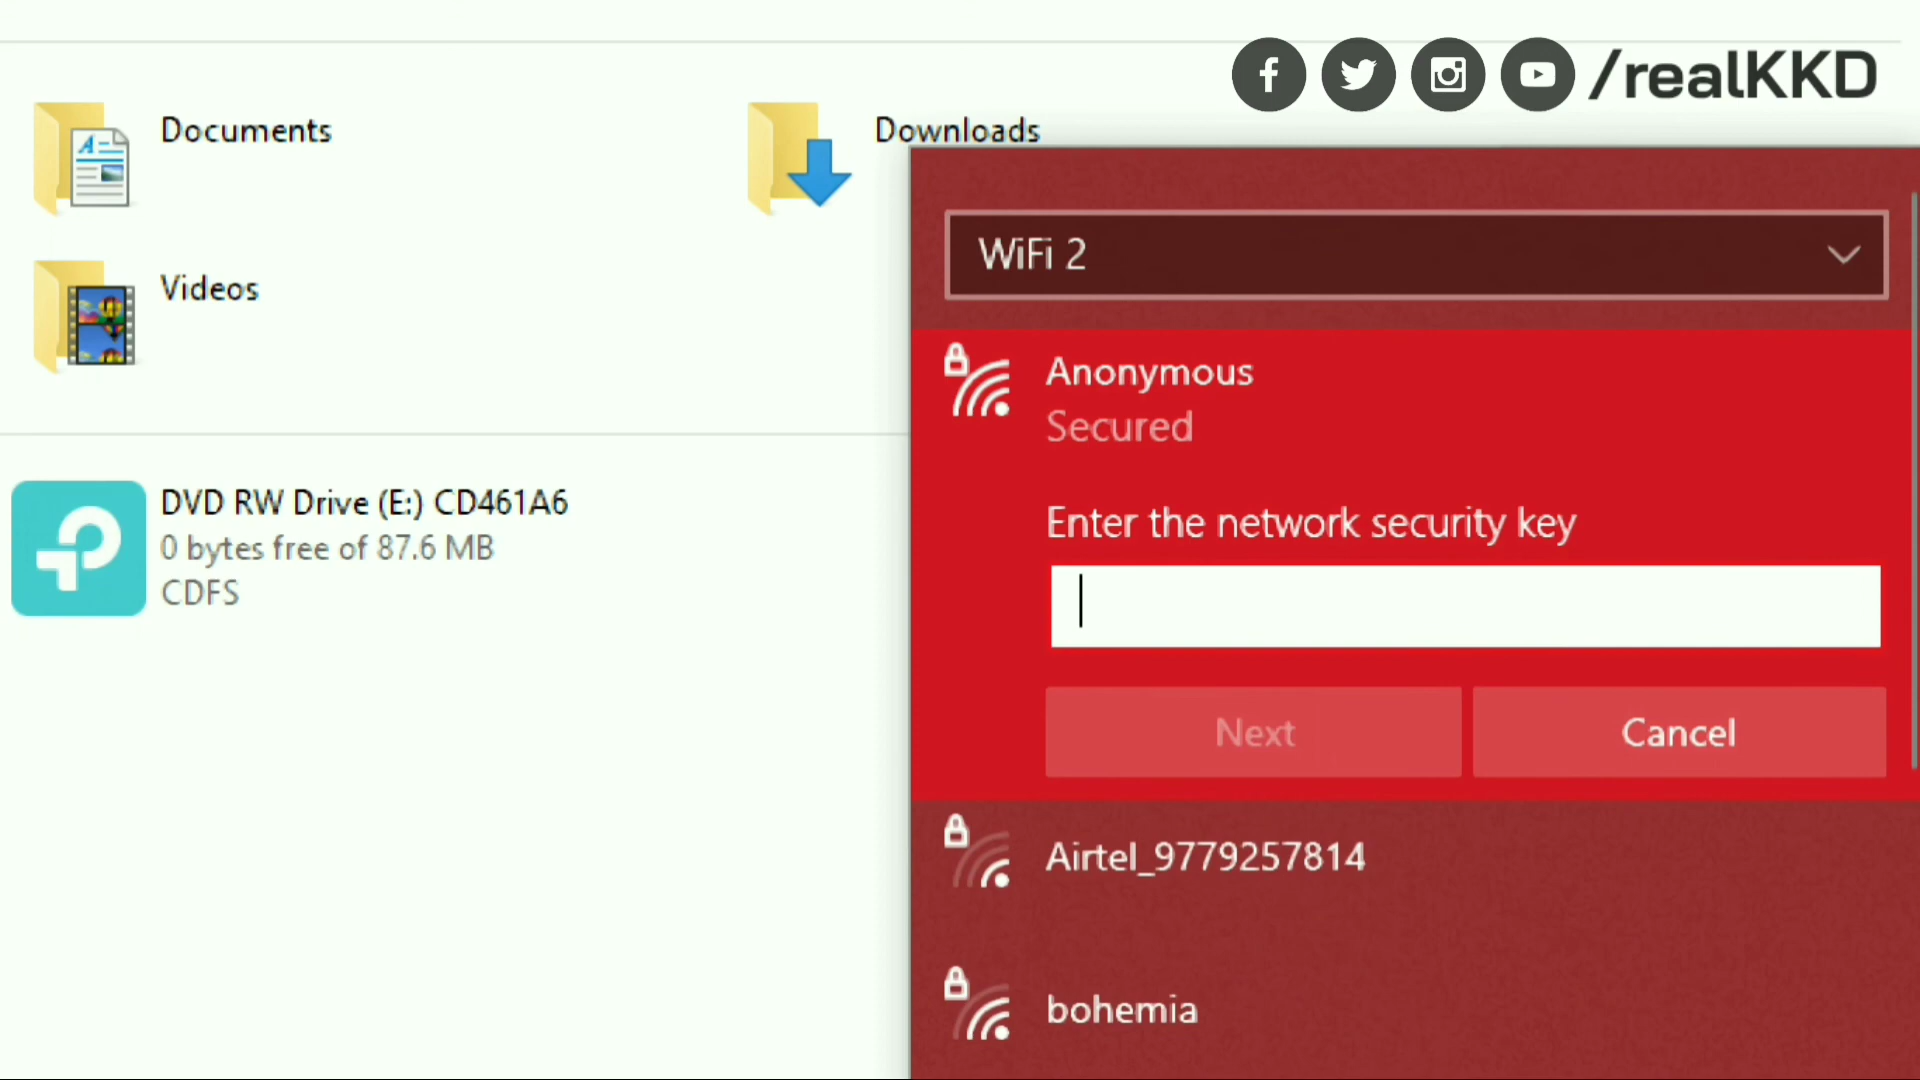 /realKKD
Documents
Downloads
Videos
DVD RW Drive (E:) CD461A6
0 bytes free of 87.6 MB
CDFS
WiFi 2
Anonymous
Secured
Enter the network security key
Next
Cancel
Airtel_9779257814
bohemia